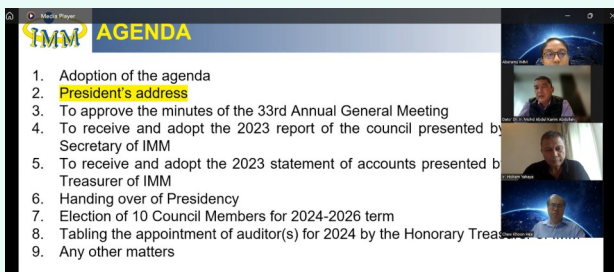 Media Player
IMM
AGENDA
1. Adoption of the agenda
2. President's address
3. To approve the minutes of the 33rd Annual General Meeting
4. To receive and adopt the 2023 report of the council presented by
Secretary of IMM
5. To receive and adopt the 2023 statement of accounts presented b
Treasurer of IMM
6. Handing over of Presidency
7. Election of 10 Council Members for 2024-2026 term
8. Tabling the appointment of auditor(s) for 2024 by the Honorary Treas
9. Any other matters